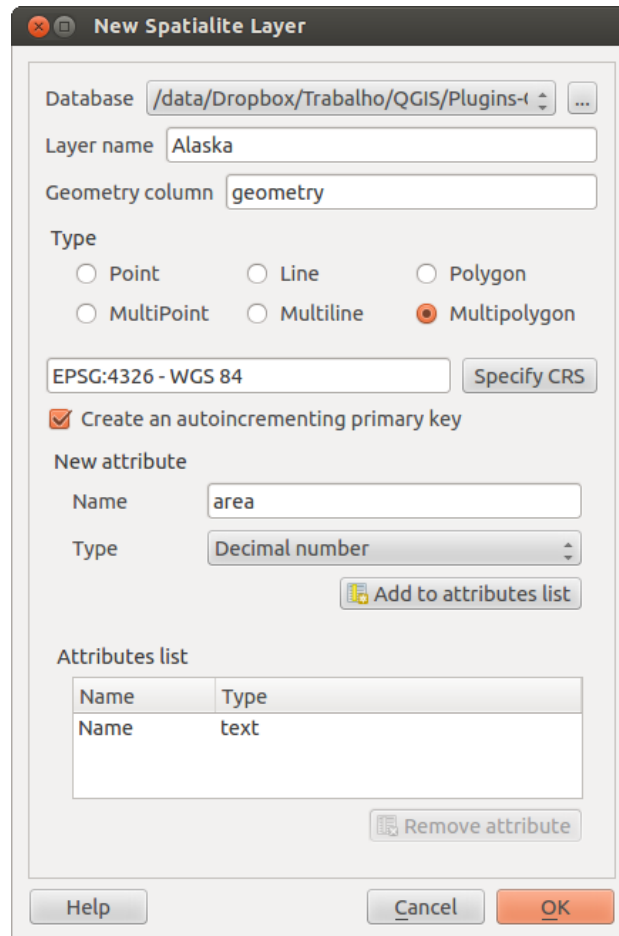 New Spatialite Layer
Database /data/Dropbox/Trabalho/QGIS/Plugins- ...
Layer name Alaska
Geometry column geometry
Type
Point Line Polygon
MultiPoint Multiline Multipolygon
EPSG:4326 - WGS 84 Specify CRS
Create an autoincrementing primary key
New attribute
Name area
Type Decimal number
Add to attributes list
Attributes list
Name Type
Name text
Remove attribute
Help Cancel OK